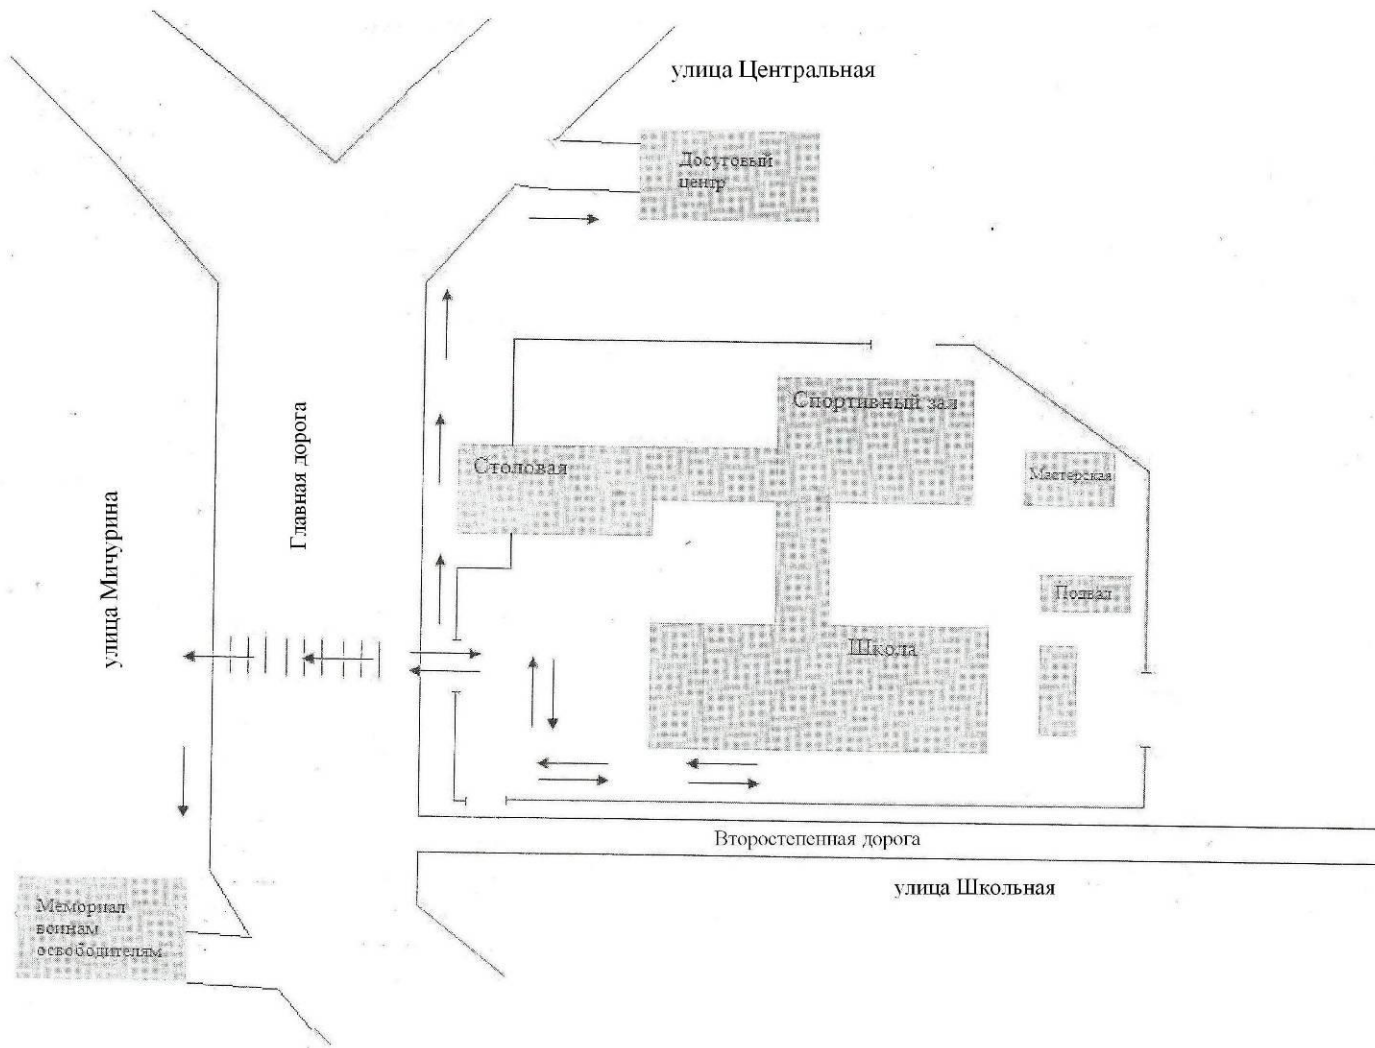 улица Центральная
Досуговый
центр
Спортивный зал
Столовая
Мастерская
Главная дорога
улица Мичурина
Подвал
Школа
Второстепенная дорога
улица Школьная
Мемориал
воинам
освободителям